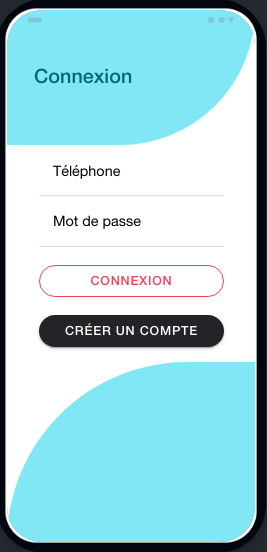 Connexion
Téléphone
Mot de passe
CONNEXION
CRÉER UN COMPTE